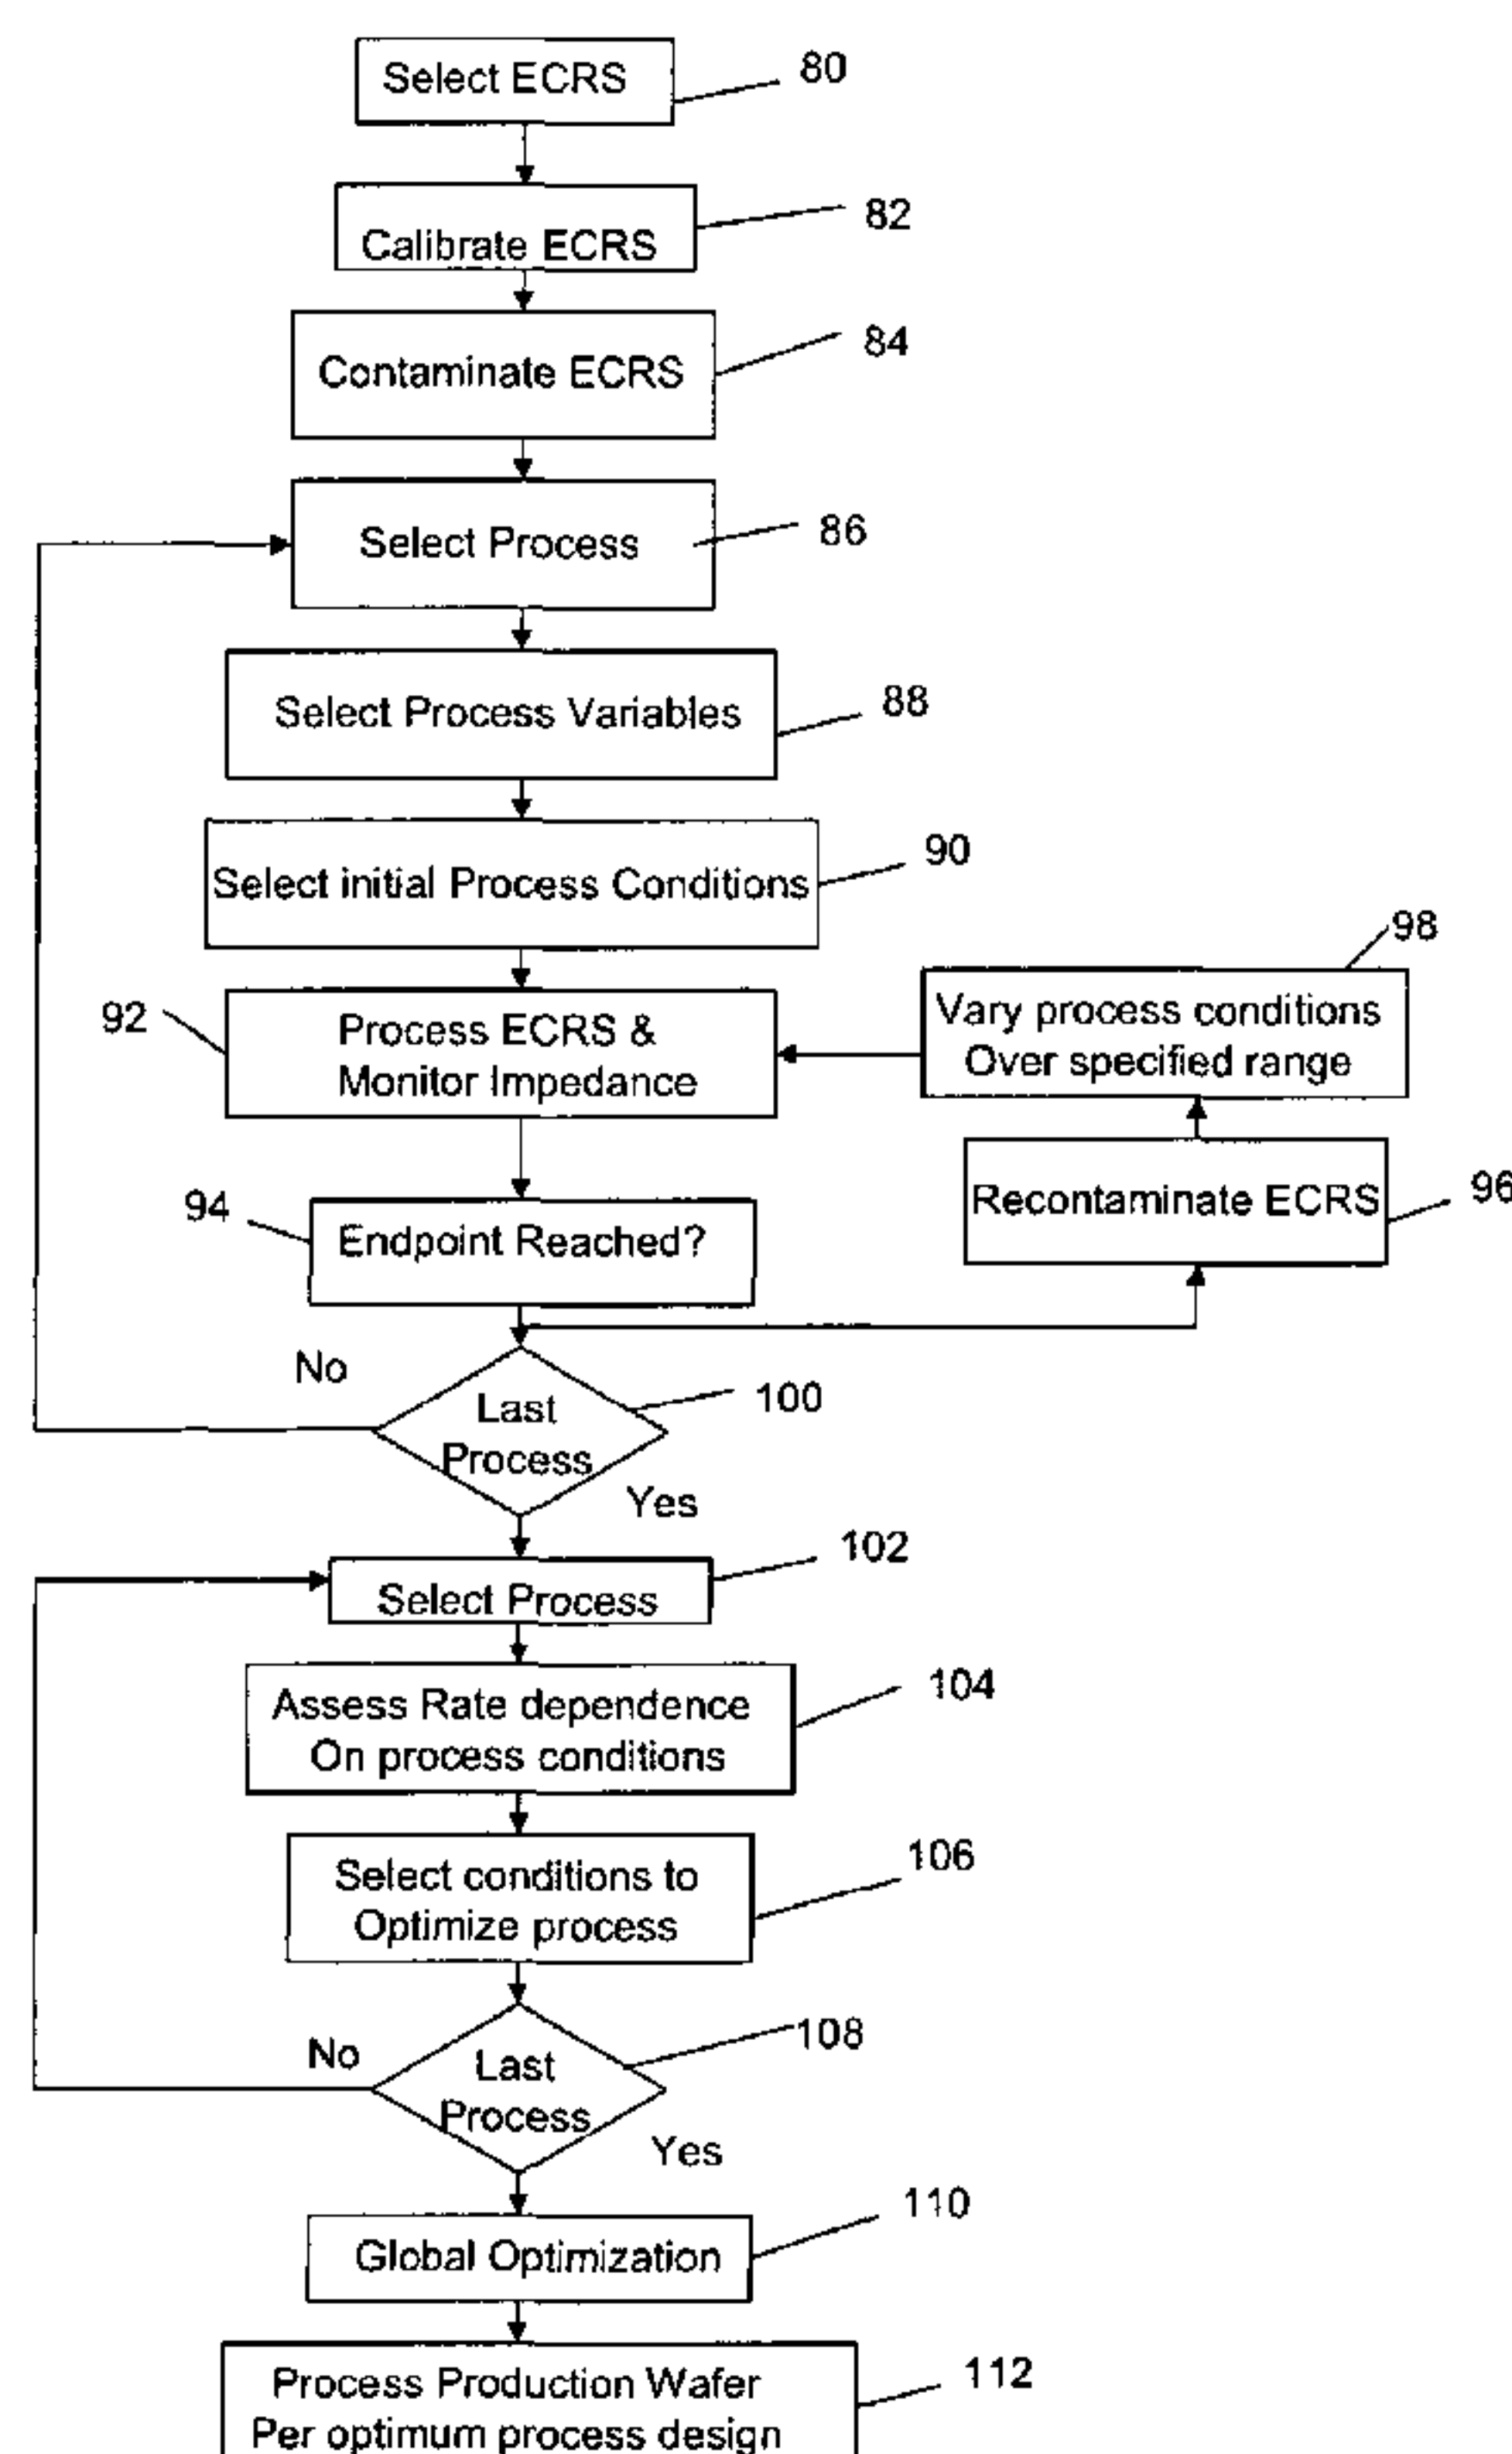 Select ECRS
80
Calibrate ECRS
82
Contaminate ECRS
84
Select Process
86
Select Process Variables
88
Select initial Process Conditions
90
98
Vary process conditions
Over specified range
92
Process ECRS &
Monitor Impedance
Recontaminate ECRS
96
94
Endpoint Reached?
No
Last
Process
100
Yes
102
Select Process
Assess Rate dependence
On process conditions
104
Select conditions to
Optimize process
106
No
Last
Process
108
Yes
110
Global Optimization
Process Production Wafer
Per optimum process design
112